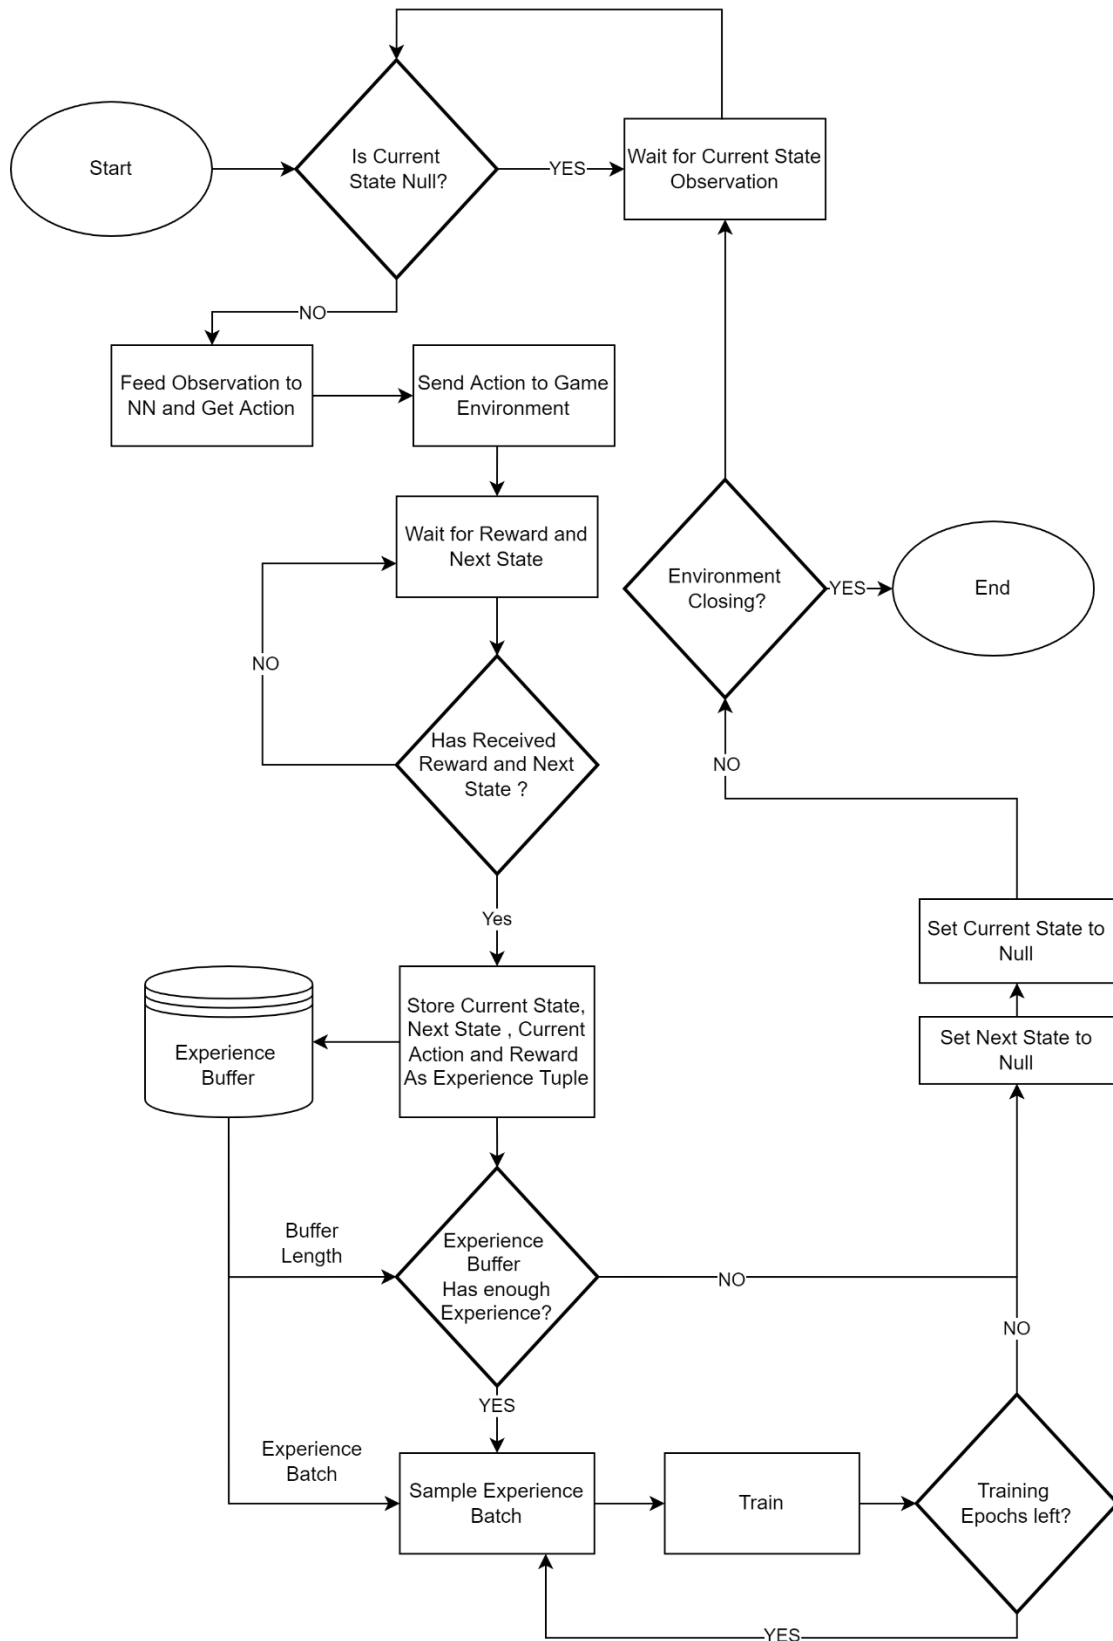 Start
Is Current
State Null?
YES
Wait for Current State
Observation
NO
Feed Observation to
NN and Get Action
Send Action to Game
Environment
Wait for Reward and
Next State
NO
Has Received
Reward and Next
State ?
Yes
Environment
Closing?
YES
End
NO
Set Current State to
Null
Set Next State to
Null
Store Current State,
Next State , Current
Action and Reward
As Experience Tuple
Experience
Buffer
Buffer
Length
Experience
Buffer
Has enough
Experience?
NO
NO
YES
Experience
Batch
Sample Experience
Batch
Train
Training
Epochs left?
YES